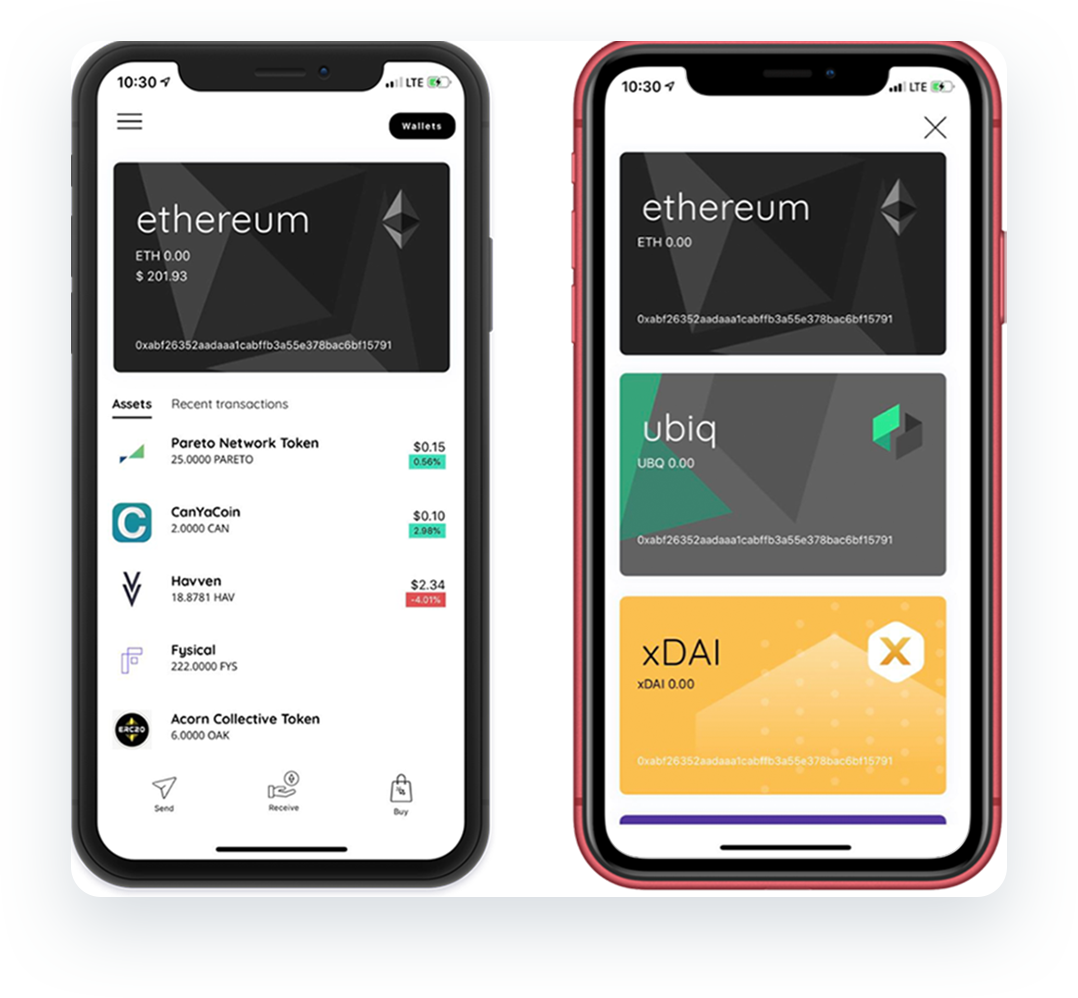 10:30
LTE
Wallets
ethereum
ETH 0.00
$ 201.93
0xabf26352aadaaa1cabffb3a55e378bac6bf15791
Assets
Recent transactions
Pareto Network Token
$0.15
25.0000 PARETO
0.56%
C
CanYaCoin
$0.10
2.0000 CAN
2.98%
Havven
$2.34
18.8781 HAV
-4.01%
Fysical
222.0000 FYS
ERC20
Acorn Collective Token
6.0000 OAK
Send
Receive
Buy
10:30
LTE
ethereum
ETH 0.00
0xabf26352aadaaa1cabffb3a55e378bac6bf15791
ubiq
UBQ 0.00
0xabf26352aadaaa1cabffb3a55e378bac6bf15791
xDAI
X
xDAI 0.00
0xabf26352aadaaa1cabffb3a55e378bac6bf15791